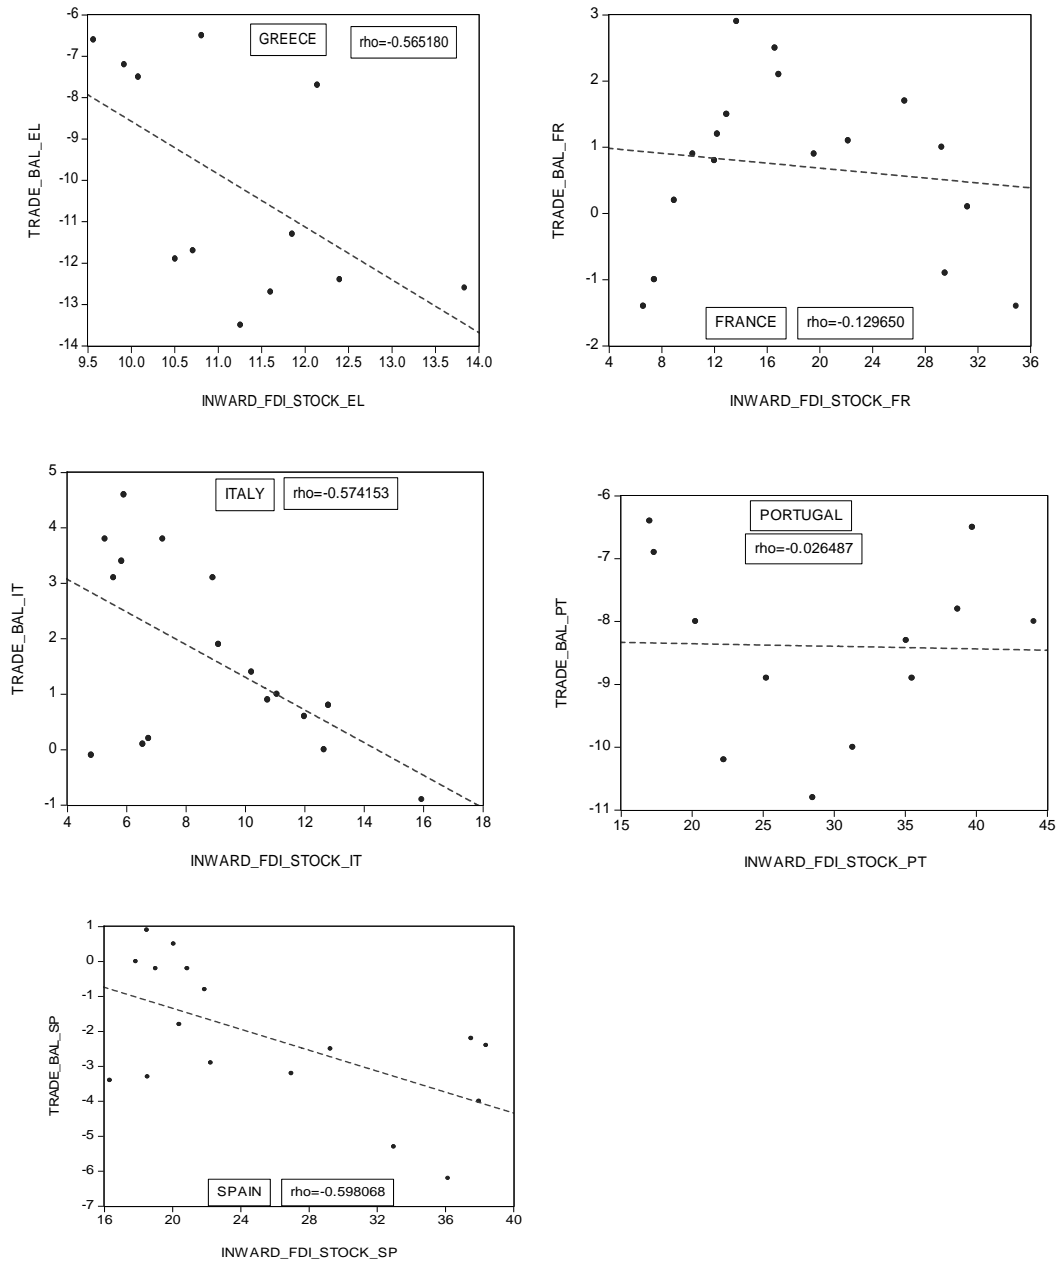 GREECE
rho=-0.565180
-6
-7
-8
-9
-10
-11
-12
-13
-14
TRADE_BAL_EL
9.5 10.0 10.5 11.0 11.5 12.0 12.5 13.0 13.5 14.0
INWARD_FDI_STOCK_EL
3
2
1
0
-1
-2
TRADE_BAL_FR
FRANCE
rho=-0.129650
4 8 12 16 20 24 28 32 36
INWARD_FDI_STOCK_FR
ITALY
rho=-0.574153
5
4
3
2
1
0
-1
TRADE_BAL_IT
4 6 8 10 12 14 16 18
INWARD_FDI_STOCK_IT
PORTUGAL
rho=-0.026487
-6
-7
-8
-9
-10
-11
TRADE_BAL_PT
15 20 25 30 35 40 45
INWARD_FDI_STOCK_PT
1
0
-1
-2
-3
-4
-5
-6
-7
TRADE_BAL_SP
SPAIN
rho=-0.598068
16 20 24 28 32 36 40
INWARD_FDI_STOCK_SP